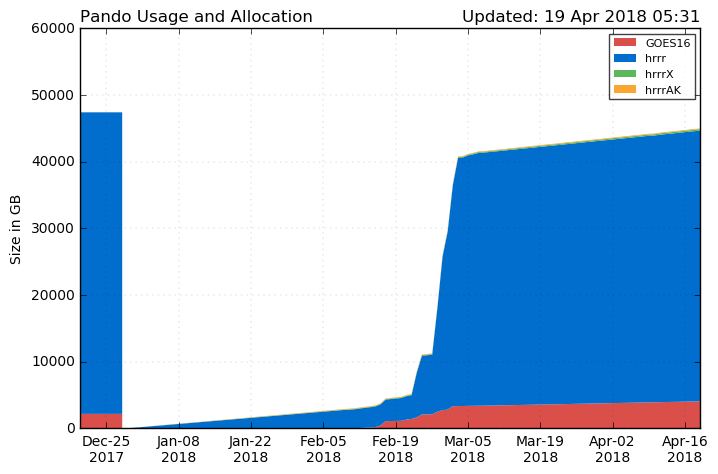 Pando Usage and Allocation Updated: 19 Apr 2018 05:31
60000
50000
40000
30000
20000
10000
0
Size in GB
GOES16
hrrr
hrrrX
hrrrAK
Dec-25 Jan-08 Jan-22 Feb-05 Feb-19 Mar-05 Mar-19 Apr-02 Apr-16
2017 2018 2018 2018 2018 2018 2018 2018 2018